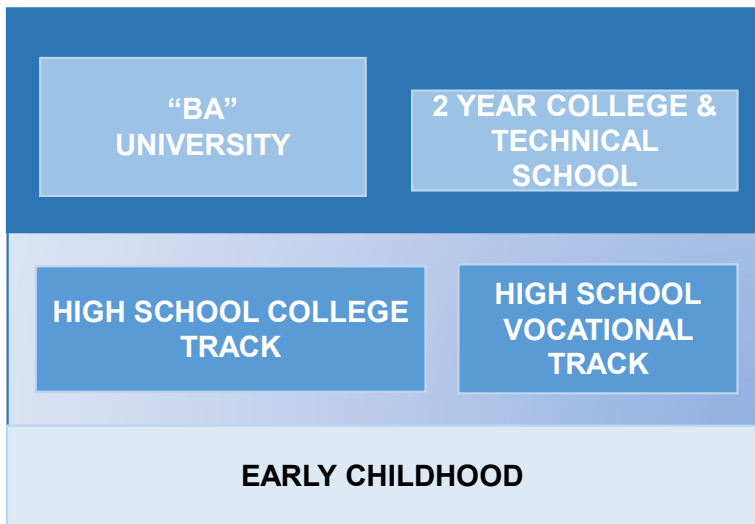 “BA”
UNIVERSITY
2 YEAR COLLEGE &
TECHNICAL
SCHOOL
HIGH SCHOOL COLLEGE
TRACK
HIGH SCHOOL
VOCATIONAL
TRACK
EARLY CHILDHOOD